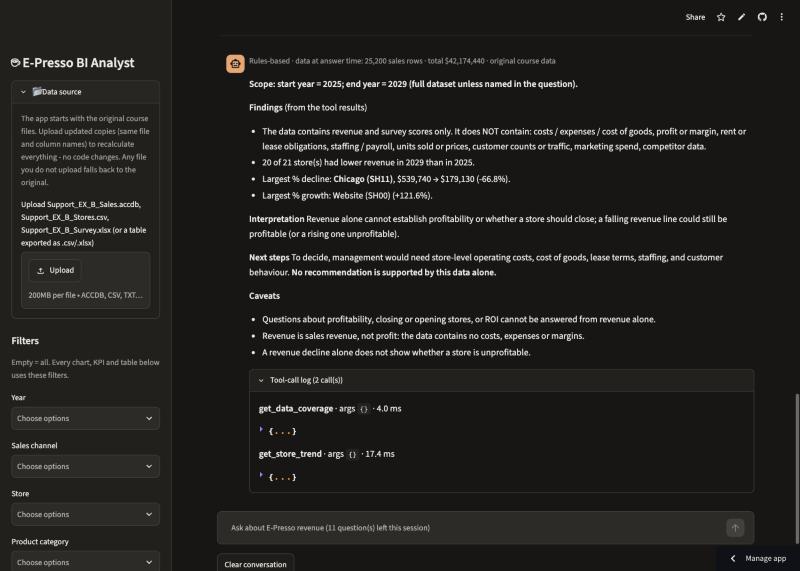 Share
E-Presso BI Analyst
Data source
The app starts with the original course
files. Upload updated copies (same file
and column names) to recalculate
everything - no code changes. Any file
you do not upload falls back to the
original.
Upload Support_EX_B_Sales.accdb,
Support_EX_B_Stores.csv,
Support_EX_B_Survey.xlsx (or a table
exported as .csv/.xlsx)
Upload
200MB per file • ACCDB, CSV, TXT...
Filters
Empty = all. Every chart, KPI and table below
uses these filters.
Year
Choose options
Sales channel
Choose options
Store
Choose options
Product category
Choose options
Rules-based · data at answer time: 25,200 sales rows · total $42,174,440 · original course data
Scope: start year = 2025; end year = 2029 (full dataset unless named in the question).
Findings (from the tool results)
• The data contains revenue and survey scores only. It does NOT contain: costs / expenses / cost of goods, profit or margin, rent or
lease obligations, staffing / payroll, units sold or prices, customer counts or traffic, marketing spend, competitor data.
• 20 of 21 store(s) had lower revenue in 2029 than in 2025.
• Largest % decline: Chicago (SH11), $539,740 → $179,130 (-66.8%).
• Largest % growth: Website (SH00) (+121.6%).
Interpretation Revenue alone cannot establish profitability or whether a store should close; a falling revenue line could still be
profitable (or a rising one unprofitable).
Next steps To decide, management would need store-level operating costs, cost of goods, lease terms, staffing, and customer
behaviour. No recommendation is supported by this data alone.
Caveats
• Questions about profitability, closing or opening stores, or ROI cannot be answered from revenue alone.
• Revenue is sales revenue, not profit: the data contains no costs, expenses or margins.
• A revenue decline alone does not show whether a store is unprofitable.
Tool-call log (2 call(s))
get_data_coverage · args {} · 4.0 ms
{...}
get_store_trend · args {} · 17.4 ms
{...}
Ask about E-Presso revenue (11 question(s) left this session)
Clear conversation
Manage app